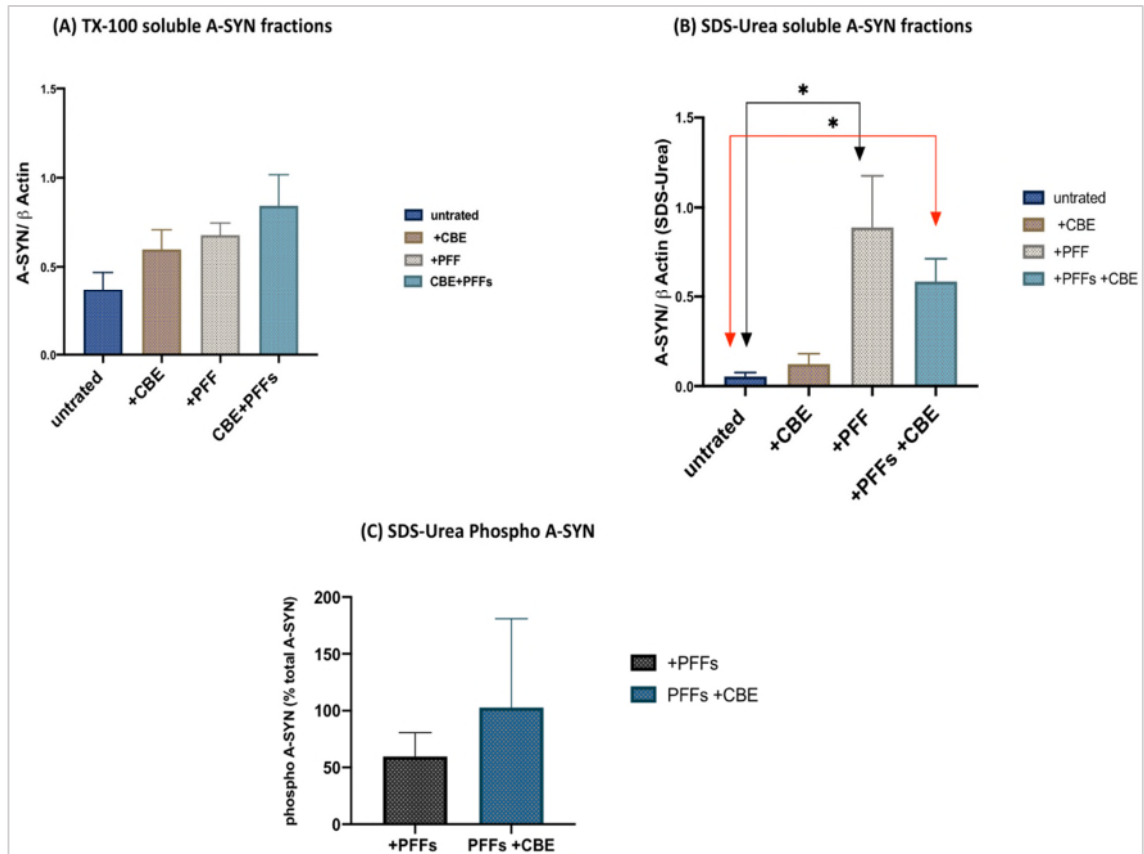 (A) TX-100 soluble A-SYN fractions
A-SYN/ β Actin
1.5
1.0
0.5
0.0
untrated
+CBE
+PFF
CBE+PFFs
untrated
+CBE
+PFF
CBE+PFFs
(B) SDS-Urea soluble A-SYN fractions
A-SYN/ β Actin (SDS-Urea)
1.5
1.0
0.5
0.0
*
*
untrated
+CBE
+PFF
+PFFs +CBE
untrated
+CBE
+PFF
+PFFs +CBE
(C) SDS-Urea Phospho A-SYN
phospho A-SYN (% total A-SYN)
200
150
100
50
0
+PFFs
PFFs +CBE
+PFFs
PFFs +CBE